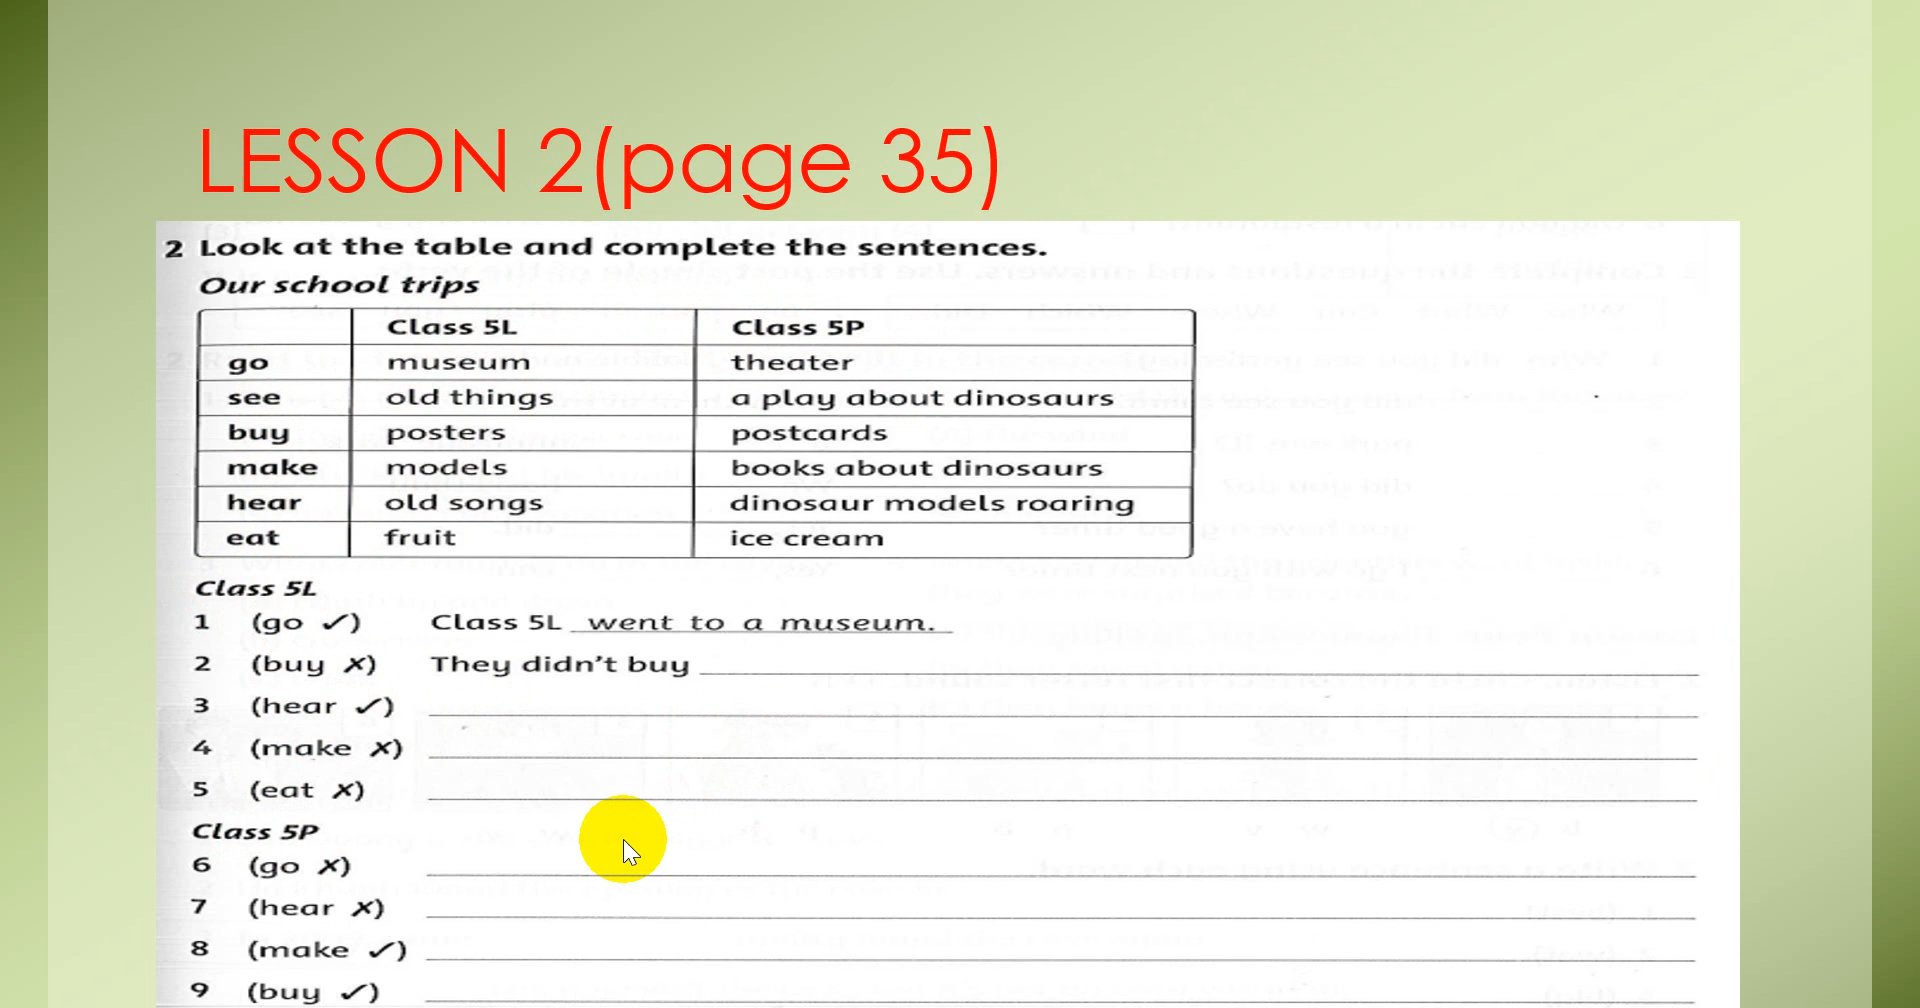 LESSON 2(page 35)
2 Look at the table and complete the sentences.
Our school trips
Class 5L Class 5P
go museum theater
see old things a play about dinosaurs
buy posters postcards
make models books about dinosaurs
hear old songs dinosaur models roaring
eat fruit ice cream
Class 5L
1 (go ✓) Class 5L went to a museum.
2 (buy ✗) They didn't buy
3 (hear ✓)
4 (make ✗)
5 (eat ✗)
Class 5P
6 (go ✗)
7 (hear ✗)
8 (make ✓)
9 (buy ✓)